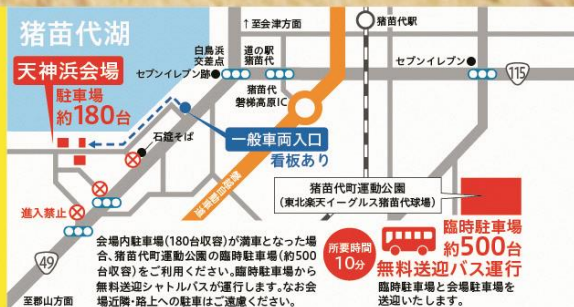 猪苗代湖
↑至会津方面
猪苗代駅
白鳥浜
交差点
道の駅
猪苗代
セブンイレブン跡
セブンイレブン
115
天神浜会場
駐車場
約180台
猪苗代
磐梯高原IC
石筵そば
一般車両入口
看板あり
磐越自動車道
猪苗代町運動公園
(東北楽天イーグルス猪苗代球場)
進入禁止
49
至郡山方面
会場内駐車場(180台収容)が満車となった場
合、猪苗代町運動公園の臨時駐車場(約500
台収容)をご利用ください。臨時駐車場から
無料送迎シャトルバスが運行します。なお会
場近隣・路上への駐車はご遠慮ください。
所要時間
10分
臨時駐車場
約500台
無料送迎バス運行
臨時駐車場と会場駐車場を
送迎いたします。